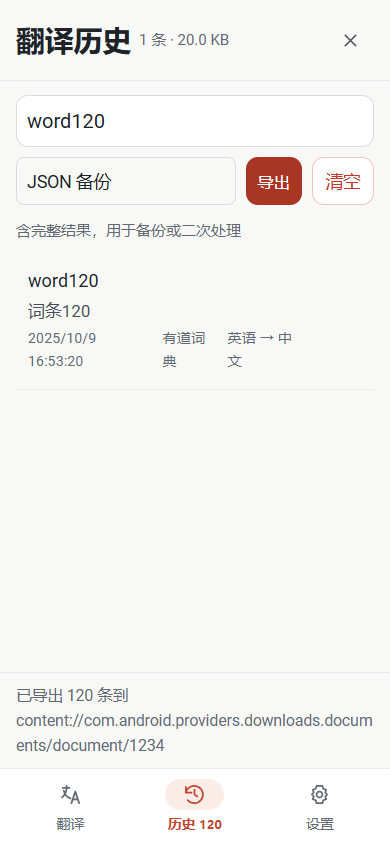 翻译历史 1 条 · 20.0 KB
word120
JSON 备份 导出 清空
含完整结果，用于备份或二次处理
word120
词条120
2025/10/9 有道词 英语 → 中
16:53:20 典 文
已导出 120 条到
content://com.android.providers.downloads.docum
ents/document/1234
翻译 历史 120 设置